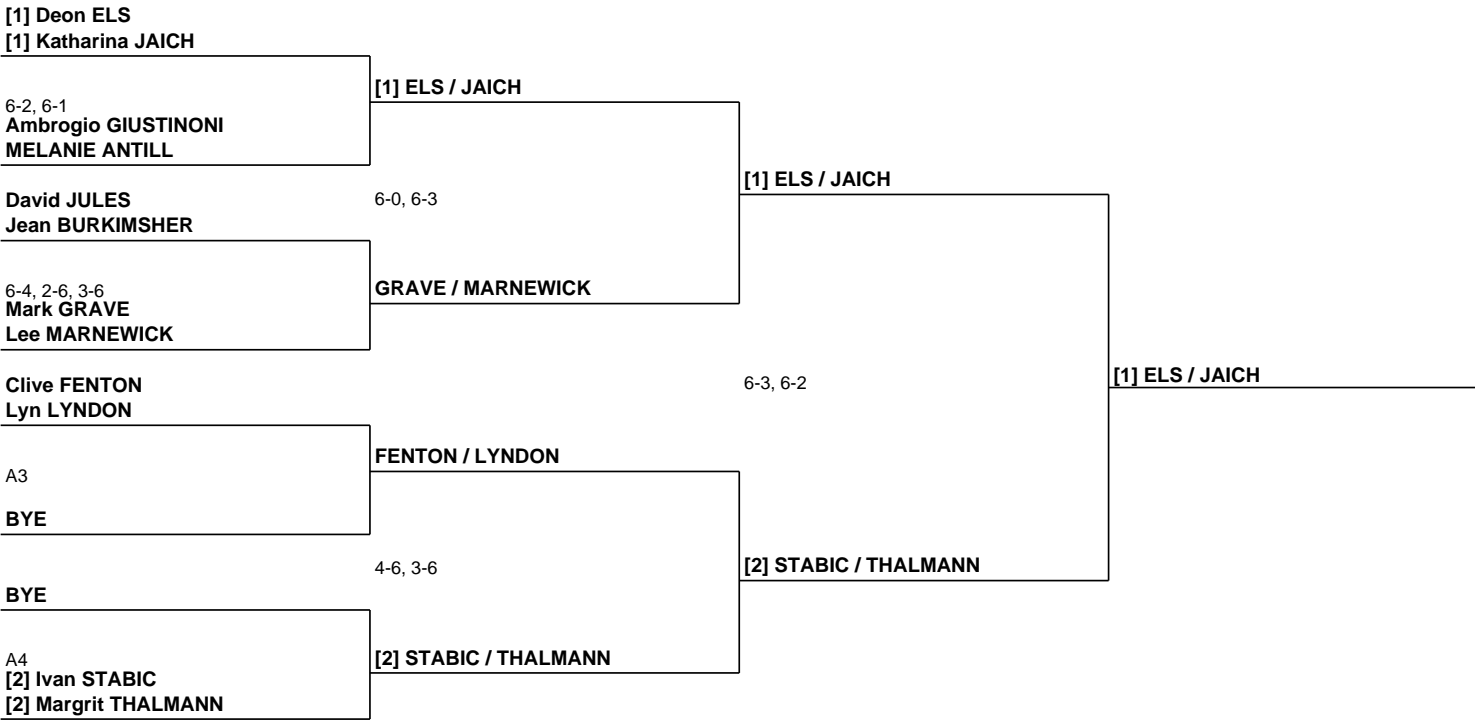 [1] Deon ELS
[1] Katharina JAICH
[1] ELS / JAICH
6-2, 6-1
Ambrogio GIUSTINONI
MELANIE ANTILL
[1] ELS / JAICH
David JULES
6-0, 6-3
Jean BURKIMSHER
6-4, 2-6, 3-6
GRAVE / MARNEWICK
Mark GRAVE
Lee MARNEWICK
[1] ELS / JAICH
Clive FENTON
6-3, 6-2
Lyn LYNDON
FENTON / LYNDON
A3
BYE
4-6, 3-6
[2] STABIC / THALMANN
BYE
A4
[2] STABIC / THALMANN
[2] Ivan STABIC
[2] Margrit THALMANN